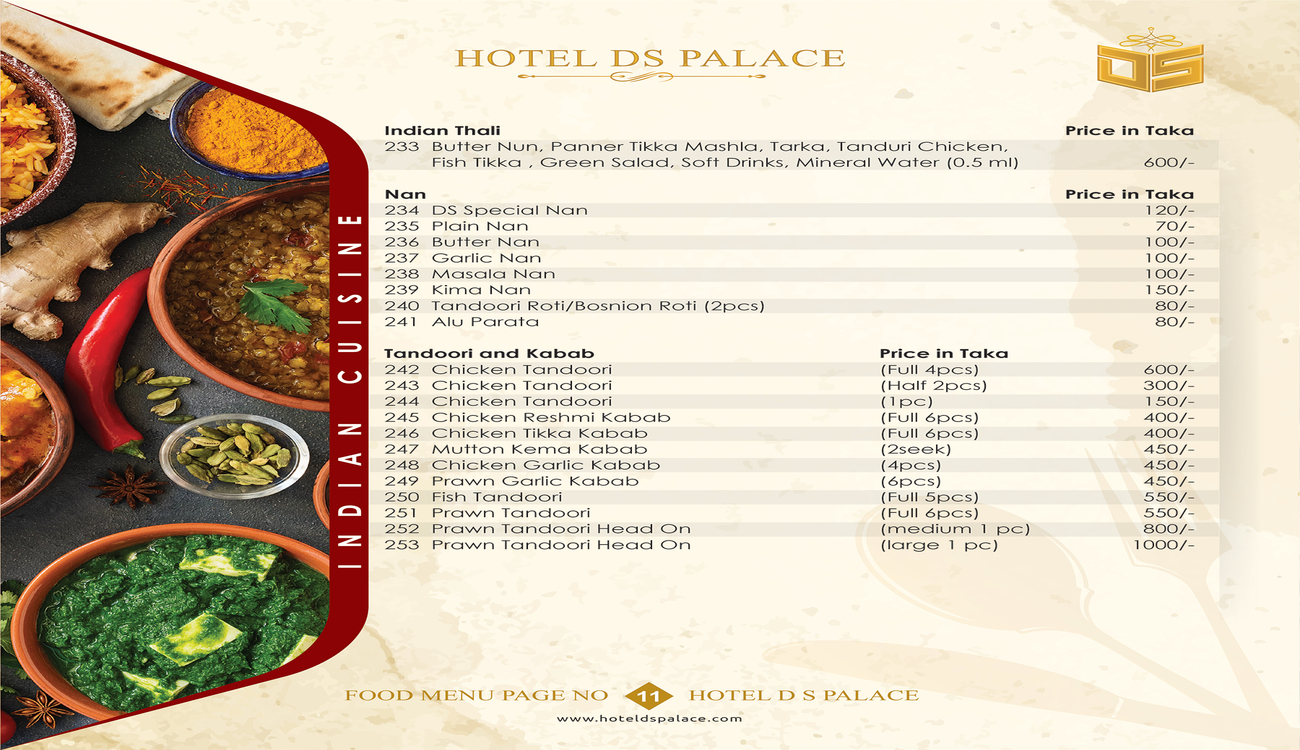 HOTEL DS PALACE
DS
INDIAN CUISINE
Indian Thali Price in Taka
233 Butter Nun, Panner Tikka Mashla, Tarka, Tanduri Chicken,
Fish Tikka , Green Salad, Soft Drinks, Mineral Water (0.5 ml) 600/-
Nan Price in Taka
234 DS Special Nan 120/-
235 Plain Nan 70/-
236 Butter Nan 100/-
237 Garlic Nan 100/-
238 Masala Nan 100/-
239 Kima Nan 150/-
240 Tandoori Roti/Bosnion Roti (2pcs) 80/-
241 Alu Parata 80/-
Tandoori and Kabab Price in Taka
242 Chicken Tandoori (Full 4pcs) 600/-
243 Chicken Tandoori (Half 2pcs) 300/-
244 Chicken Tandoori (1pc) 150/-
245 Chicken Reshmi Kabab (Full 6pcs) 400/-
246 Chicken Tikka Kabab (Full 6pcs) 400/-
247 Mutton Kema Kabab (2seek) 450/-
248 Chicken Garlic Kabab (4pcs) 450/-
249 Prawn Garlic Kabab (6pcs) 450/-
250 Fish Tandoori (Full 5pcs) 550/-
251 Prawn Tandoori (Full 6pcs) 550/-
252 Prawn Tandoori Head On (medium 1 pc) 800/-
253 Prawn Tandoori Head On (large 1 pc) 1000/-
FOOD MENU PAGE NO 11 HOTEL D S PALACE
www.hoteldspalace.com